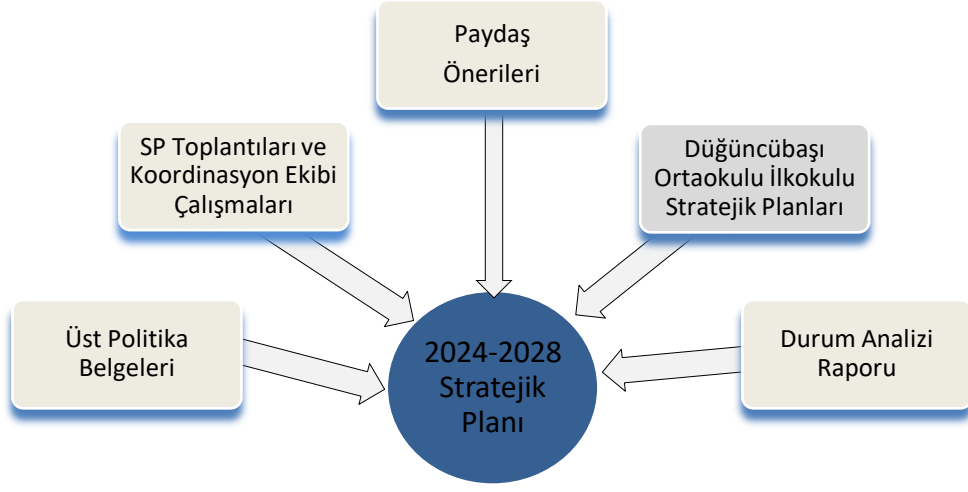 Paydaş
Önerileri
SP Toplantıları ve
Koordinasyon Ekibi
Çalışmaları
Düğüncübaşı
Ortaokulu İlkokulu
Stratejik Planları
Üst Politika
Belgeleri
2024-2028
Stratejik
Planı
Durum Analizi
Raporu